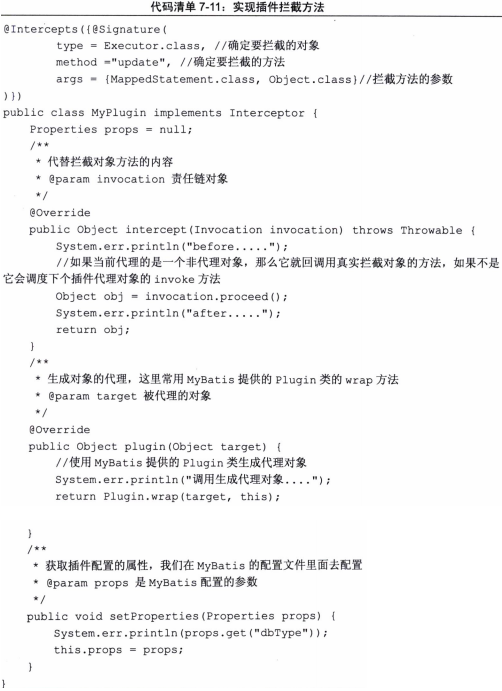 代码清单 7-11：实现插件拦截方法
@Intercepts({@Signature(
type = Executor.class, //确定要拦截的对象
method ="update", //确定要拦截的方法
args = {MappedStatement.class, Object.class}//拦截方法的参数
)})
public class MyPlugin implements Interceptor {
Properties props = null;
/**
* 代替拦截对象方法的内容
* @param invocation 责任链对象
*/
@Override
public Object intercept(Invocation invocation) throws Throwable {
System.err.println("before.....");
//如果当前代理的是一个非代理对象，那么它就回调用真实拦截对象的方法，如果不是
它会调度下个插件代理对象的 invoke 方法
Object obj = invocation.proceed();
System.err.println("after.....");
return obj;
}
/**
* 生成对象的代理，这里常用 MyBatis 提供的 Plugin 类的 wrap 方法
* @param target 被代理的对象
*/
@Override
public Object plugin(Object target) {
//使用 MyBatis 提供的 Plugin 类生成代理对象
System.err.println("调用生成代理对象....");
return Plugin.wrap(target, this);
}
/**
* 获取插件配置的属性，我们在 MyBatis 的配置文件里面去配置
* @param props 是 MyBatis 配置的参数
*/
public void setProperties(Properties props) {
System.err.println(props.get("dbType"));
this.props = props;
}
}